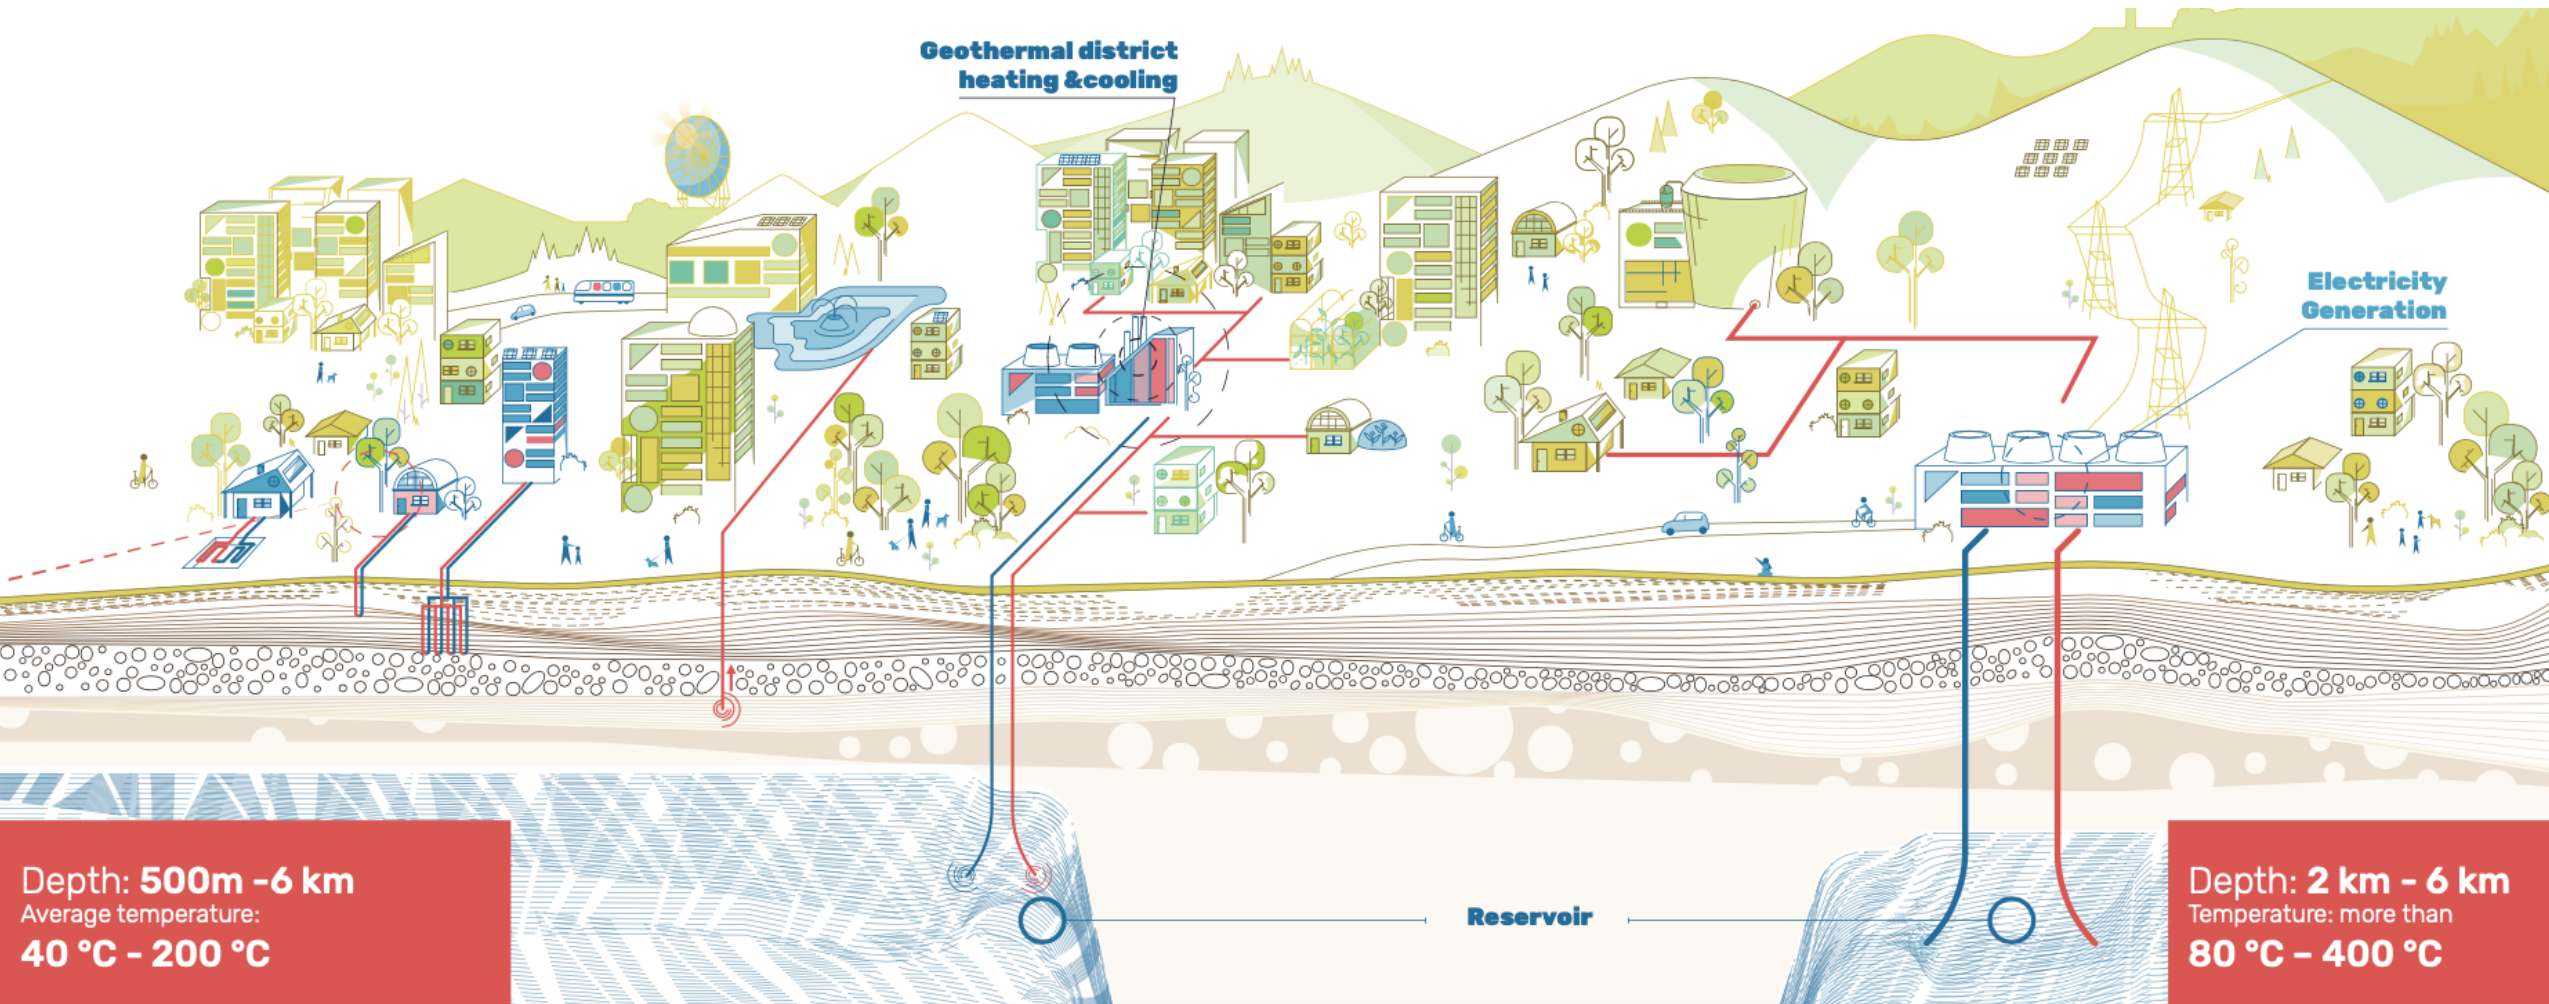 Geothermal district
heating &cooling
Electricity
Generation
Depth: 500m -6 km
Average temperature:
40 °C - 200 °C
Reservoir
Depth: 2 km - 6 km
Temperature: more than
80 °C – 400 °C